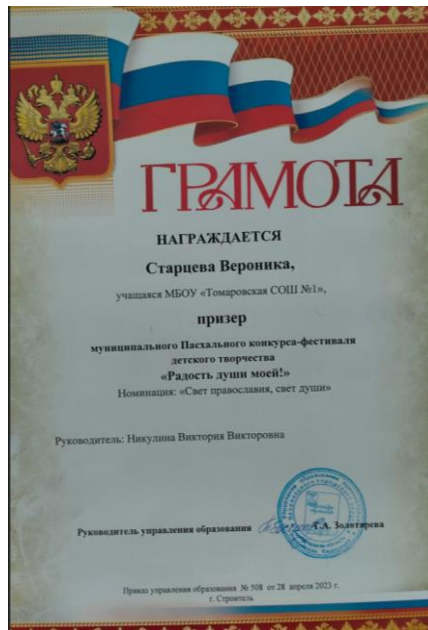 ГРАМОТА
НАГРАЖДАЕТСЯ
Старцева Вероника,
учащаяся МБОУ «Томаровская СОШ №1»,
призер
муниципального Пасхального конкурса-фестиваля
детского творчества
«Радость души моей!»
Номинация: «Свет православия, свет души»
Руководитель: Никулина Виктория Викторовна
Руководитель управления образования Г.А. Золотарева
Приказ управления образования № 508 от 28 апреля 2023 г.
г. Строитель